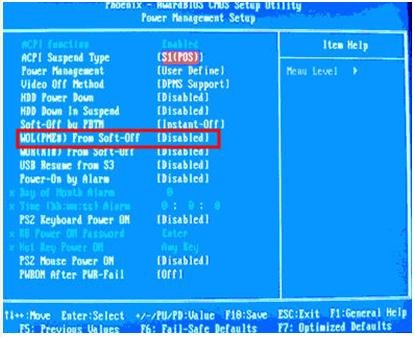 Phoenix - AwardBIOS CMOS Setup Utility
Power Management Setup
ACPI function Enabled
Item Help
ACPI Suspend Type [S1(POS)]
Power Management [User Define]
Menu Level
Video Off Method [DPMS Support]
HDD Power Down [Disabled]
HDD Down In Suspend [Disabled]
Soft-Off by PBTN [Instant-Off]
WOL(PME#) From Soft-Off [Disabled]
WOR(RI#) From Soft-Off [Disabled]
USB Resume from S3 [Disabled]
Power-On by Alarm [Disabled]
x Day of Month Alarm 0
x Time (hh:mm:ss) Alarm 0 : 0 : 0
PS2 Keyboard Power ON [Disabled]
x KB Power ON Password Enter
x Hot Key Power ON Any Key
PS2 Mouse Power ON [Disabled]
PWRON After PWR-Fail [Off]
↑↓←→:Move Enter:Select +/-/PU/PD:Value F10:Save ESC:Exit F1:General Help
F5: Previous Values F6: Fail-Safe Defaults F7: Optimized Defaults